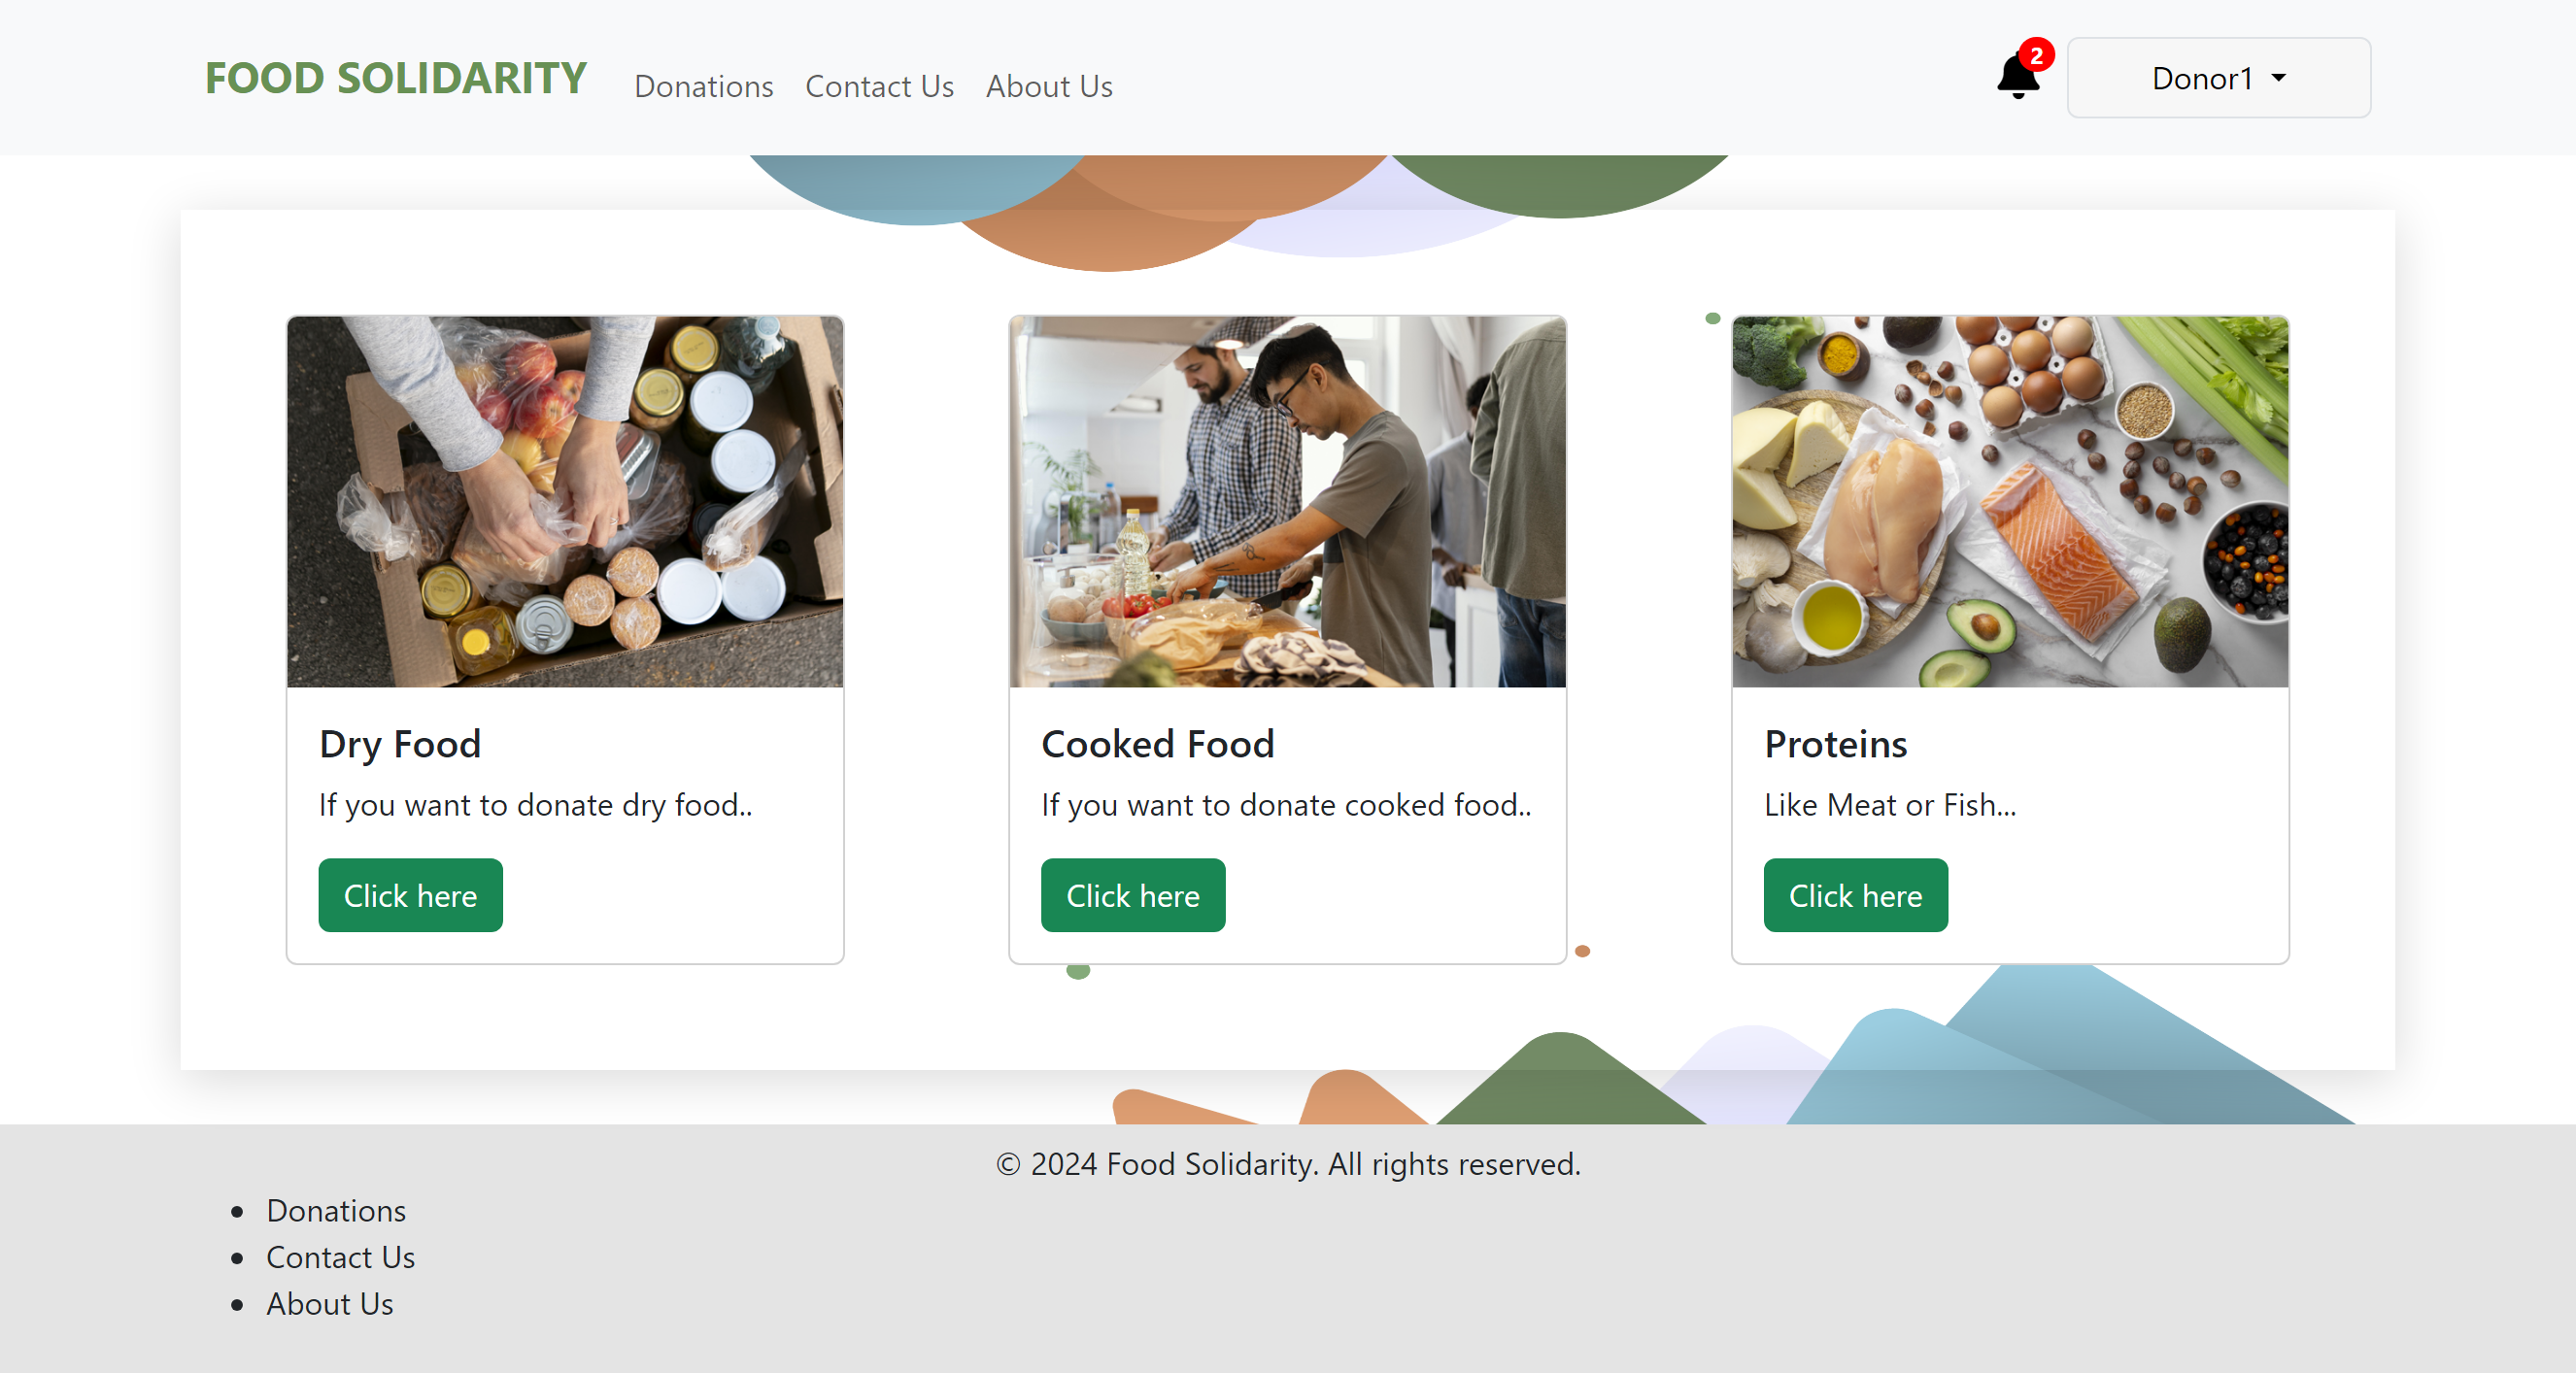 FOOD SOLIDARITY Donations Contact Us About Us 2 Donor1
Dry Food
If you want to donate dry food..
Click here
Cooked Food
If you want to donate cooked food..
Click here
Proteins
Like Meat or Fish...
Click here
© 2024 Food Solidarity. All rights reserved.
Donations
Contact Us
About Us